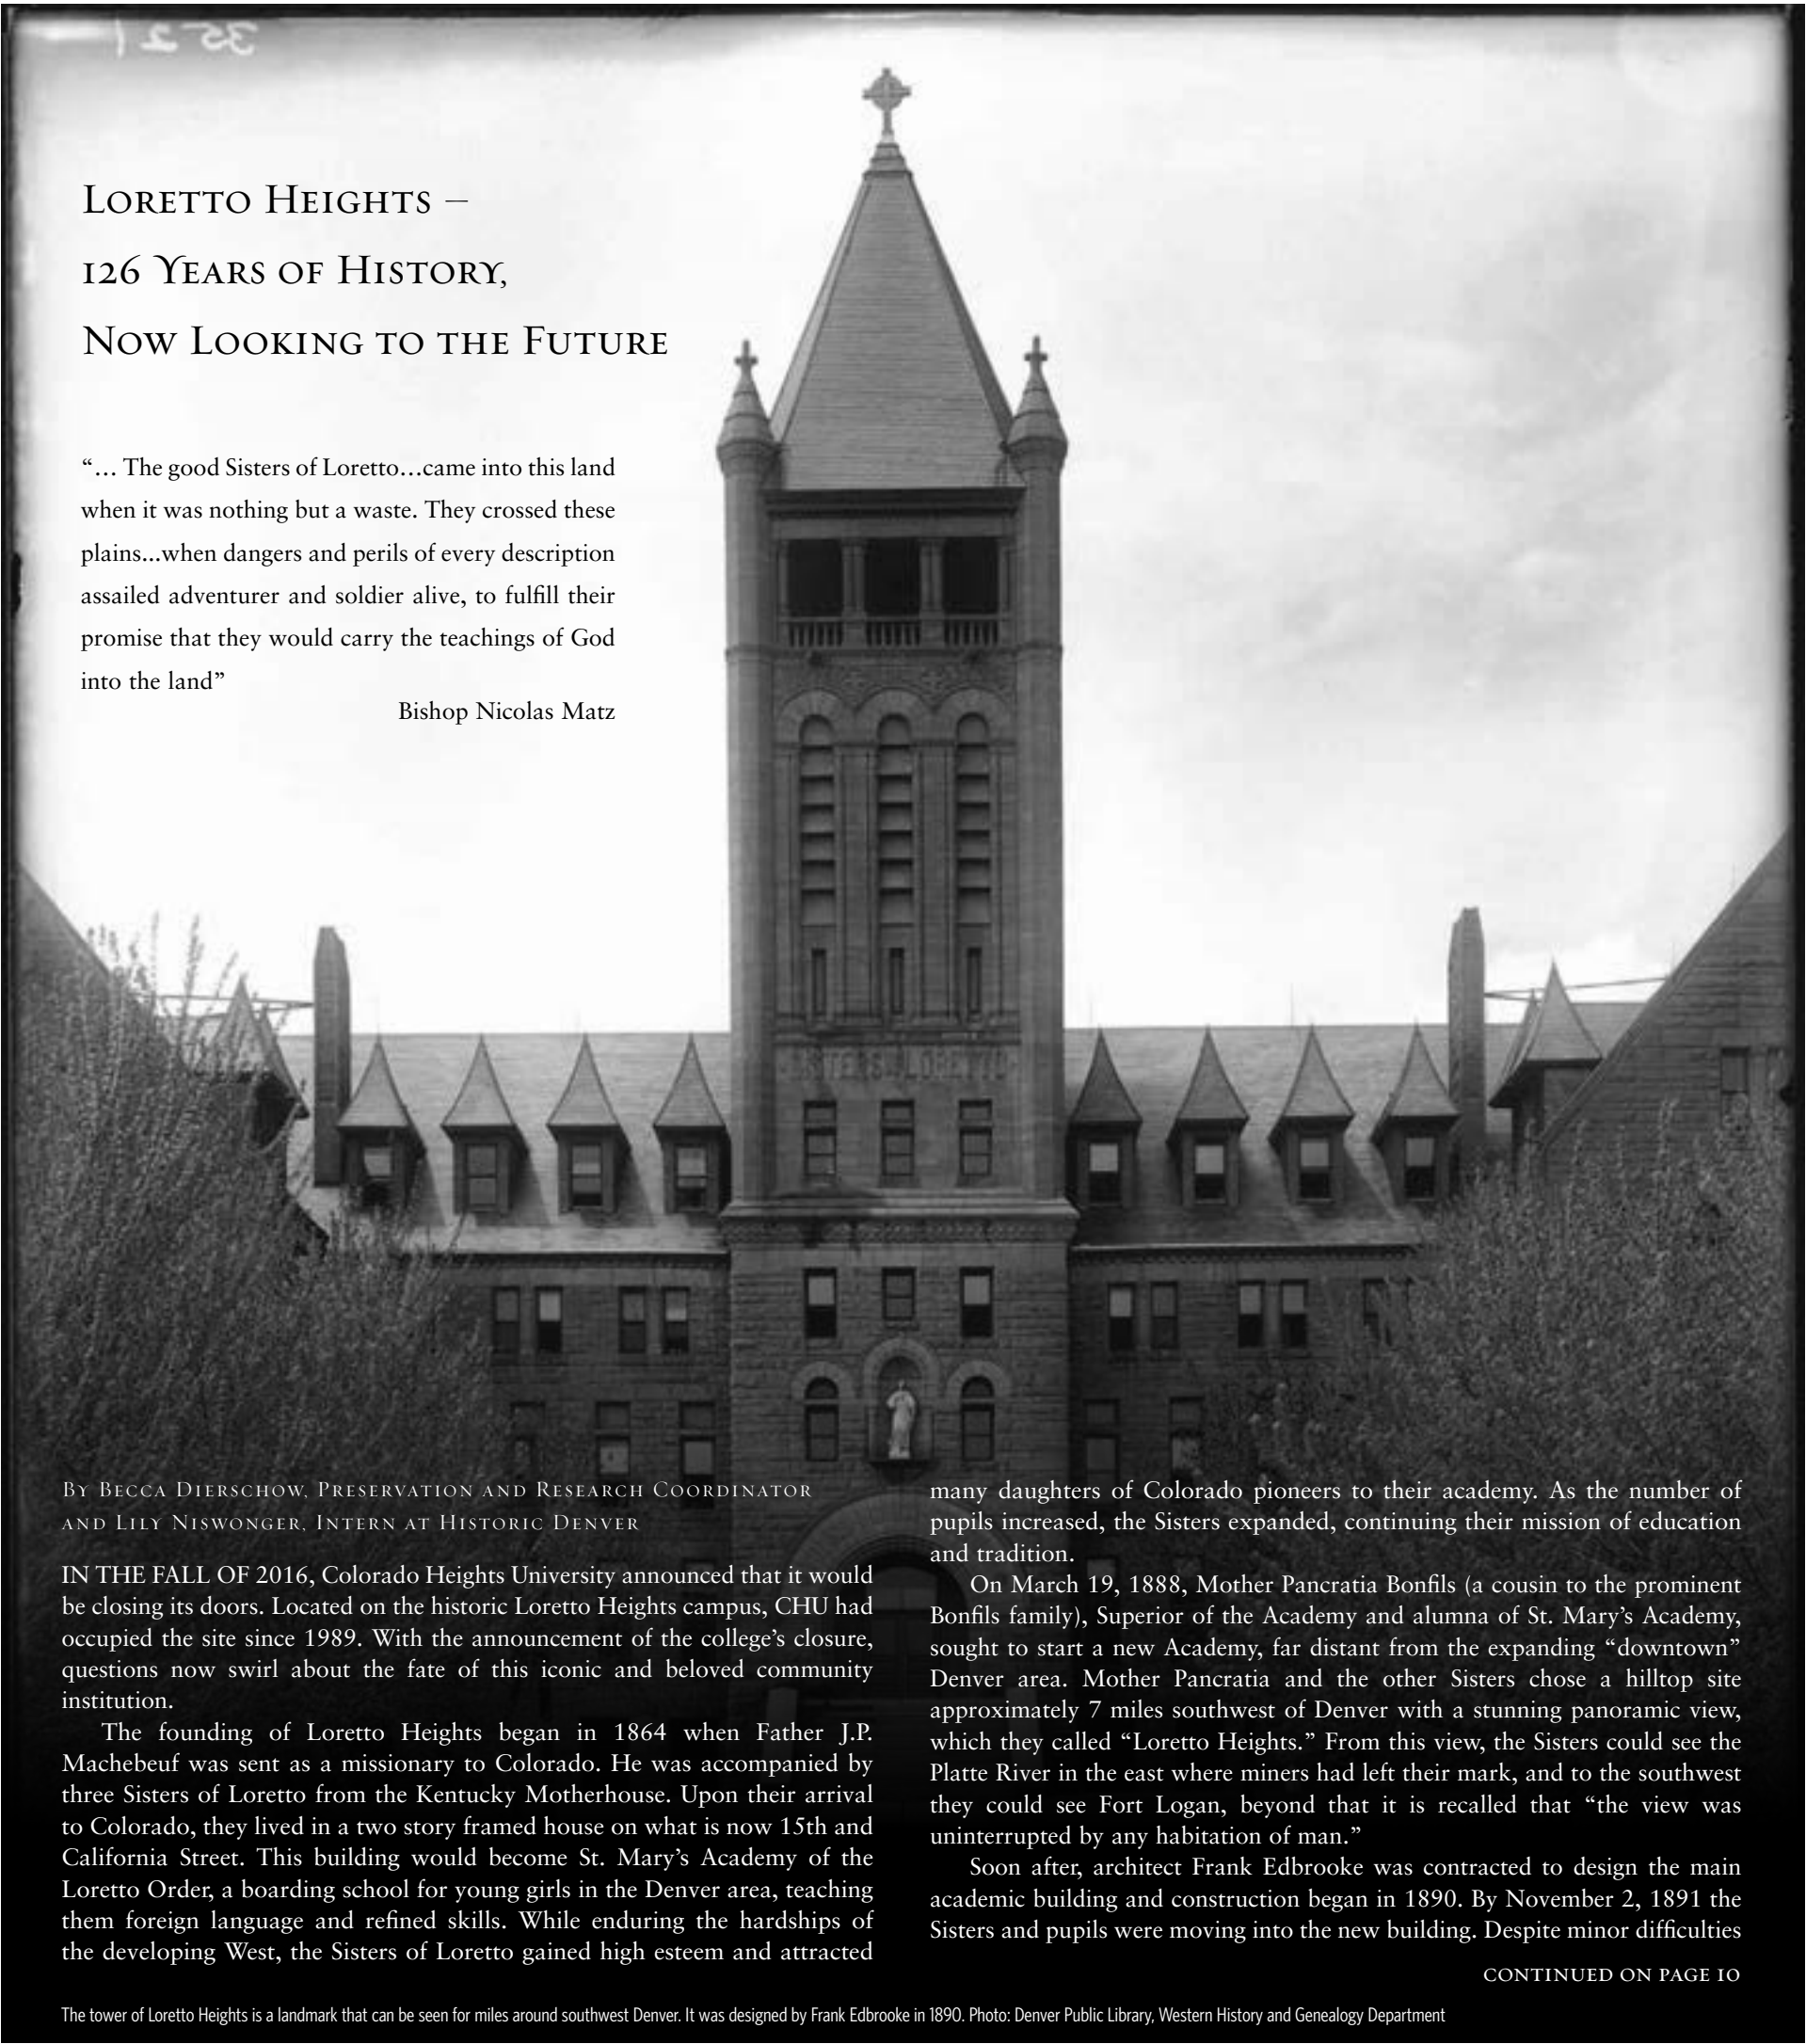 3521
LORETTO HEIGHTS –
126 YEARS OF HISTORY,
NOW LOOKING TO THE FUTURE
“… The good Sisters of Loretto…came into this land
when it was nothing but a waste. They crossed these
plains...when dangers and perils of every description
assailed adventurer and soldier alive, to fulfill their
promise that they would carry the teachings of God
into the land”
Bishop Nicolas Matz
SISTERS LORETTO
BY BECCA DIERSCHOW, PRESERVATION AND RESEARCH COORDINATOR
AND LILY NISWONGER, INTERN AT HISTORIC DENVER
IN THE FALL OF 2016, Colorado Heights University announced that it would
be closing its doors. Located on the historic Loretto Heights campus, CHU had
occupied the site since 1989. With the announcement of the college’s closure,
questions now swirl about the fate of this iconic and beloved community
institution.
The founding of Loretto Heights began in 1864 when Father J.P.
Machebeuf was sent as a missionary to Colorado. He was accompanied by
three Sisters of Loretto from the Kentucky Motherhouse. Upon their arrival
to Colorado, they lived in a two story framed house on what is now 15th and
California Street. This building would become St. Mary’s Academy of the
Loretto Order, a boarding school for young girls in the Denver area, teaching
them foreign language and refined skills. While enduring the hardships of
the developing West, the Sisters of Loretto gained high esteem and attracted
many daughters of Colorado pioneers to their academy. As the number of
pupils increased, the Sisters expanded, continuing their mission of education
and tradition.
On March 19, 1888, Mother Pancratia Bonfils (a cousin to the prominent
Bonfils family), Superior of the Academy and alumna of St. Mary’s Academy,
sought to start a new Academy, far distant from the expanding “downtown”
Denver area. Mother Pancratia and the other Sisters chose a hilltop site
approximately 7 miles southwest of Denver with a stunning panoramic view,
which they called “Loretto Heights.” From this view, the Sisters could see the
Platte River in the east where miners had left their mark, and to the southwest
they could see Fort Logan, beyond that it is recalled that “the view was
uninterrupted by any habitation of man.”
Soon after, architect Frank Edbrooke was contracted to design the main
academic building and construction began in 1890. By November 2, 1891 the
Sisters and pupils were moving into the new building. Despite minor difficulties
CONTINUED ON PAGE 10
The tower of Loretto Heights is a landmark that can be seen for miles around southwest Denver. It was designed by Frank Edbrooke in 1890. Photo: Denver Public Library, Western History and Genealogy Department